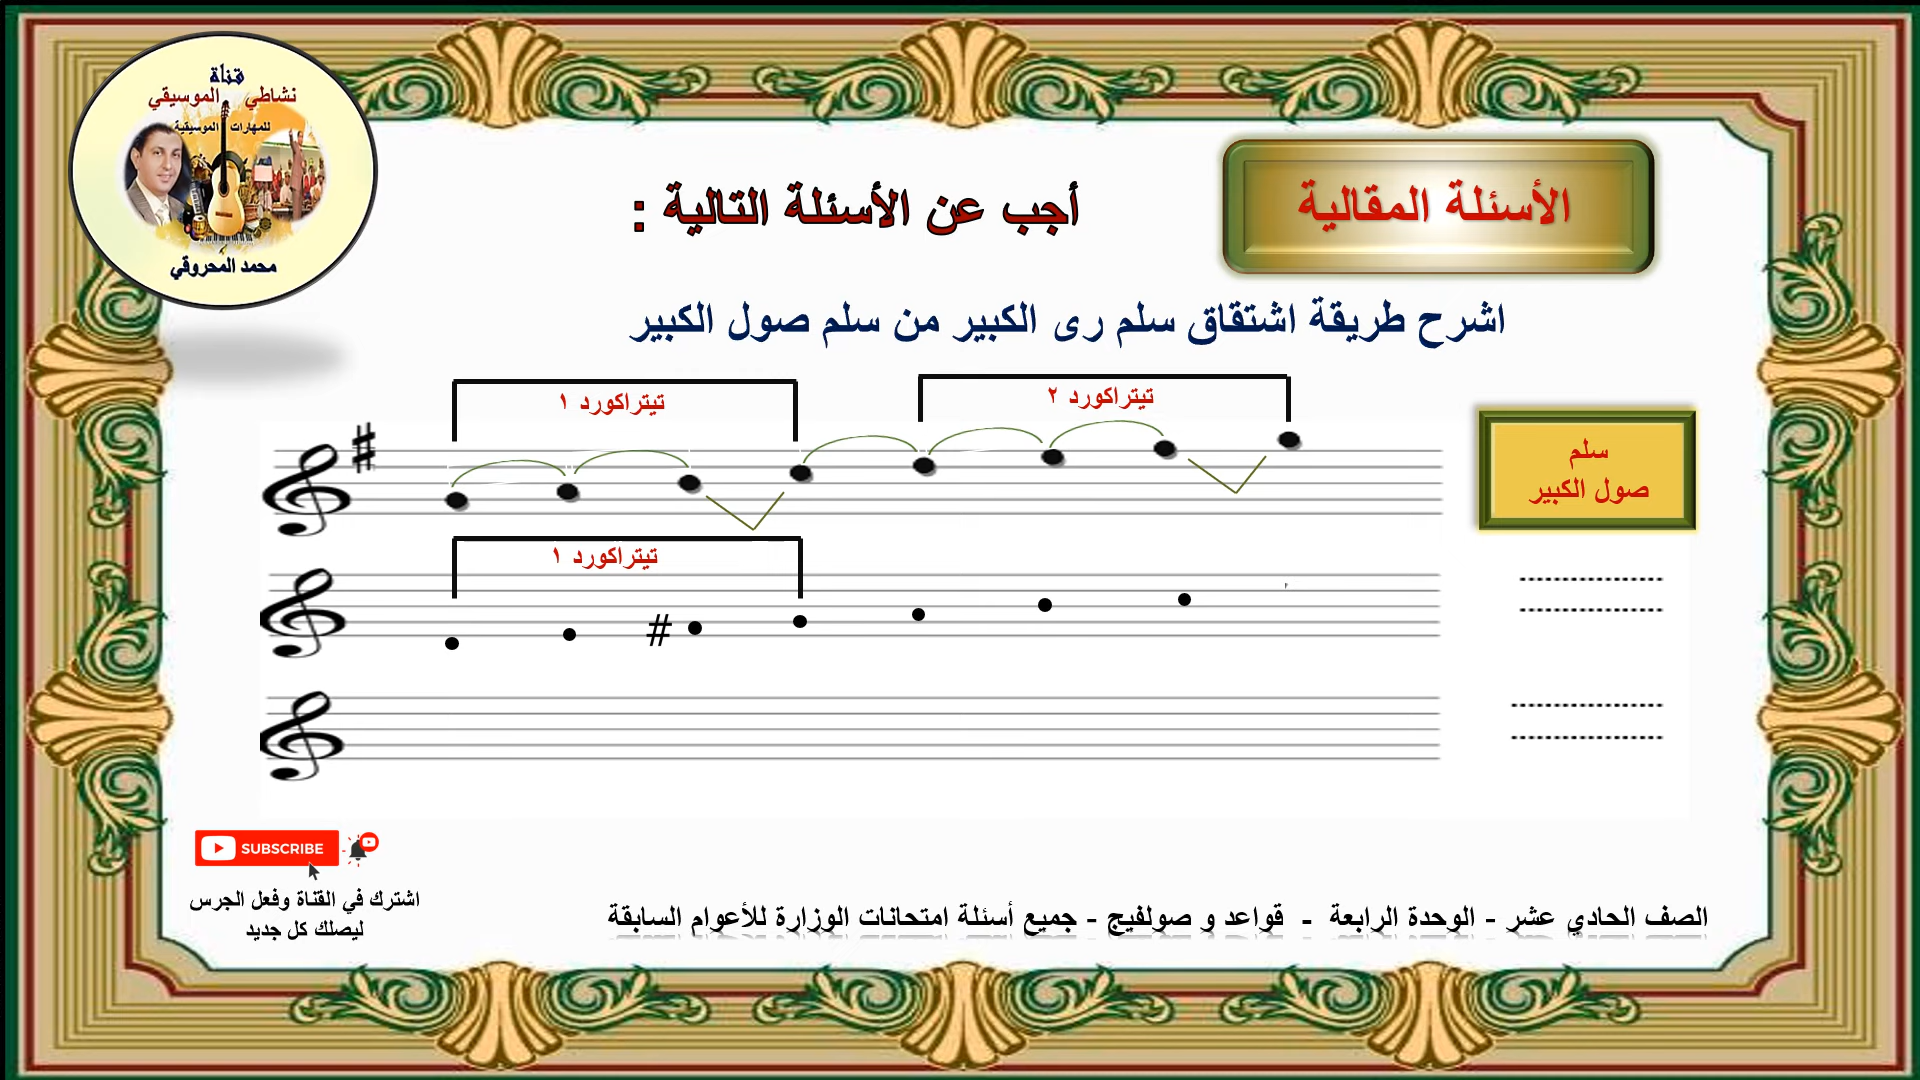 قناة
نشاطي الموسيقي
للمهارات الموسيقية
محمد المحروقي
الأسئلة المقالية
أجب عن الأسئلة التالية :
اشرح طريقة اشتقاق سلم رى الكبير من سلم صول الكبير
تيتراكورد ١
تيتراكورد ٢
سلم
صول الكبير
تيتراكورد ١
SUBSCRIBE
اشترك في القناة وفعل الجرس
ليصلك كل جديد
الصف الحادي عشر - الوحدة الرابعة - قواعد و صولفيج - جميع أسئلة امتحانات الوزارة للأعوام السابقة